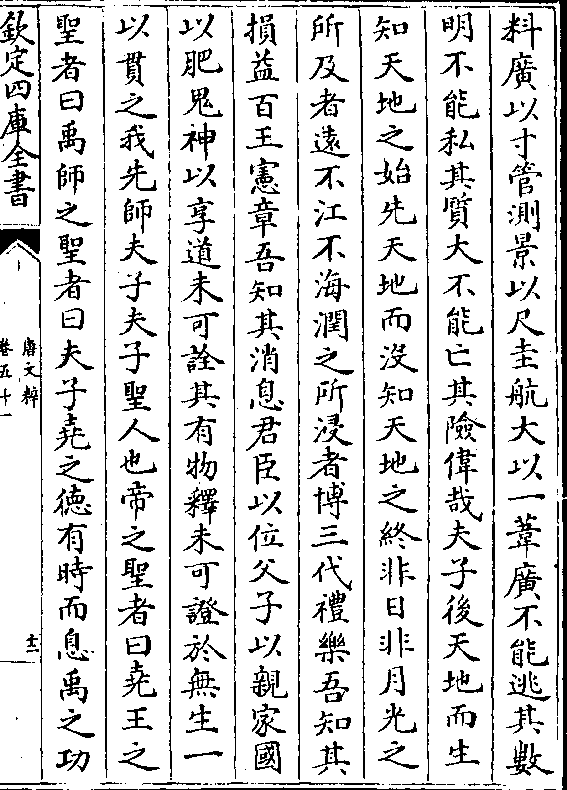 料廣以寸管測景以尺圭航大以一葦廣不能逃其數
明不能私其質大不能亡其險偉哉夫子後天地而生
知天地之始先天地而沒知天地之終非日非月光之
所及者遠不江不海潤之所浸者博三代禮樂吾知其
損益百王憲章吾知其消息君臣以位父子以親家國
以肥鬼神以享道未可詮其有物釋未可證於無生一
以貫之我先師夫子夫子聖人也帝之聖者曰堯王之
聖者曰禹師之聖者曰夫子堯之德有時而息禹之功
欽定四庫全書
唐文粹
卷五十一
十二